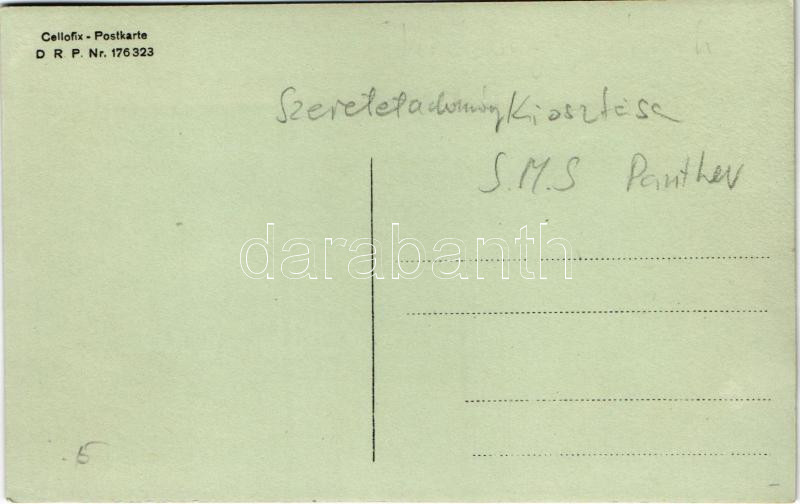 Cellofix - Postkarte
D R P. Nr. 176323
Szeretetadomány kiosztása
S.M.S Panther
darabanth
5